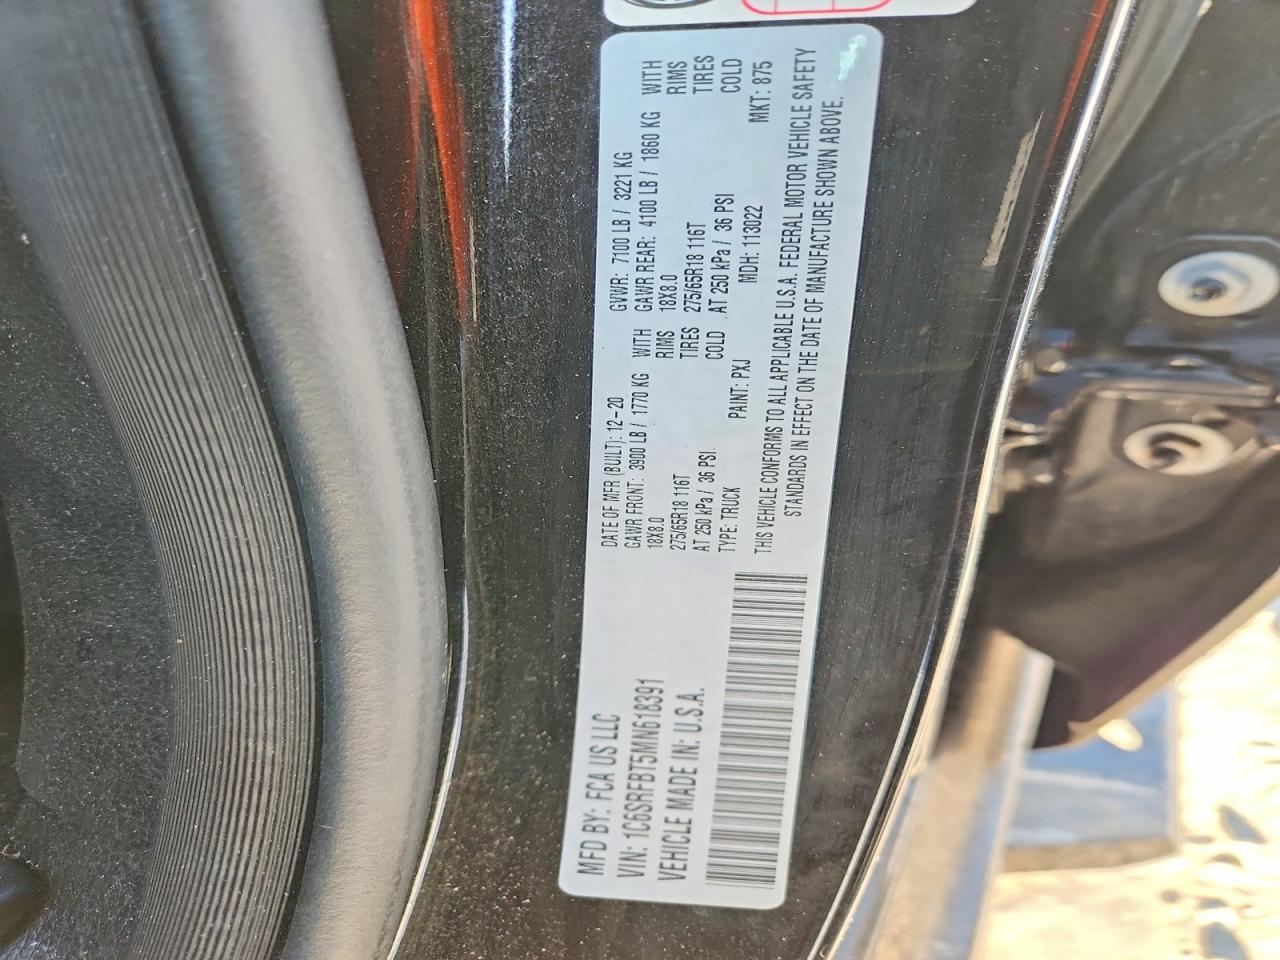 MFD BY: FCA US LLC
DATE OF MFR (BUILT): 12-20
GVWR: 7100 LB / 3221 KG
VIN: 1C6SRFBT5MN618391
GAWR FRONT: 3900 LB / 1770 KG WITH
18X8.0 RIMS
275/65R18 116T TIRES
AT 250 kPa / 36 PSI COLD
GAWR REAR: 4100 LB / 1860 KG WITH
18X8.0 RIMS
275/65R18 116T TIRES
AT 250 kPa / 36 PSI COLD
VEHICLE MADE IN: U.S.A.
TYPE: TRUCK PAINT: PXJ MDH: 113022 MKT: 875
THIS VEHICLE CONFORMS TO ALL APPLICABLE U.S.A. FEDERAL MOTOR VEHICLE SAFETY
STANDARDS IN EFFECT ON THE DATE OF MANUFACTURE SHOWN ABOVE.